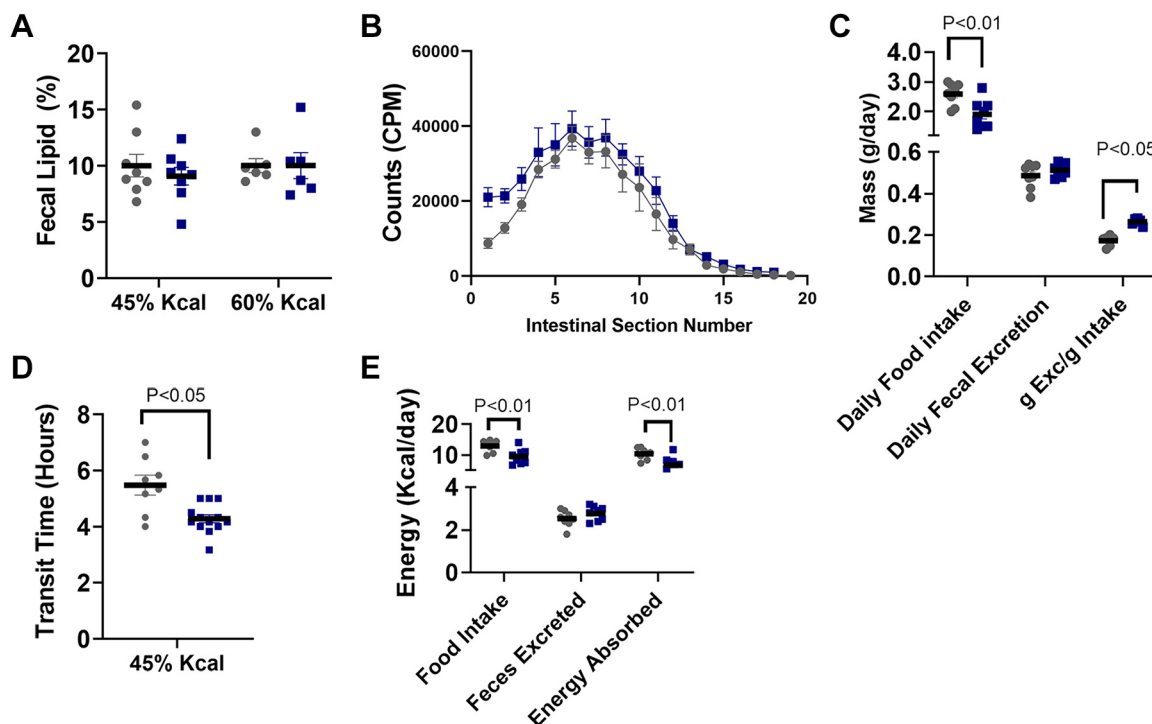 A
Fecal Lipid (%)
20
15
10
5
0
45% Kcal
60% Kcal
B
Counts (CPM)
60000
40000
20000
0
0
5
10
15
20
Intestinal Section Number
C
P<0.01
Mass (g/day)
4.0
3.0
2.0
0.6
0.4
0.2
0.0
P<0.05
Daily Food intake
Daily Fecal Excretion
g Exc/g Intake
D
P<0.05
Transit Time (Hours)
8
6
4
2
0
45% Kcal
E
P<0.01
P<0.01
Energy (Kcal/day)
20
10
4
2
0
Food Intake
Feces Excreted
Energy Absorbed